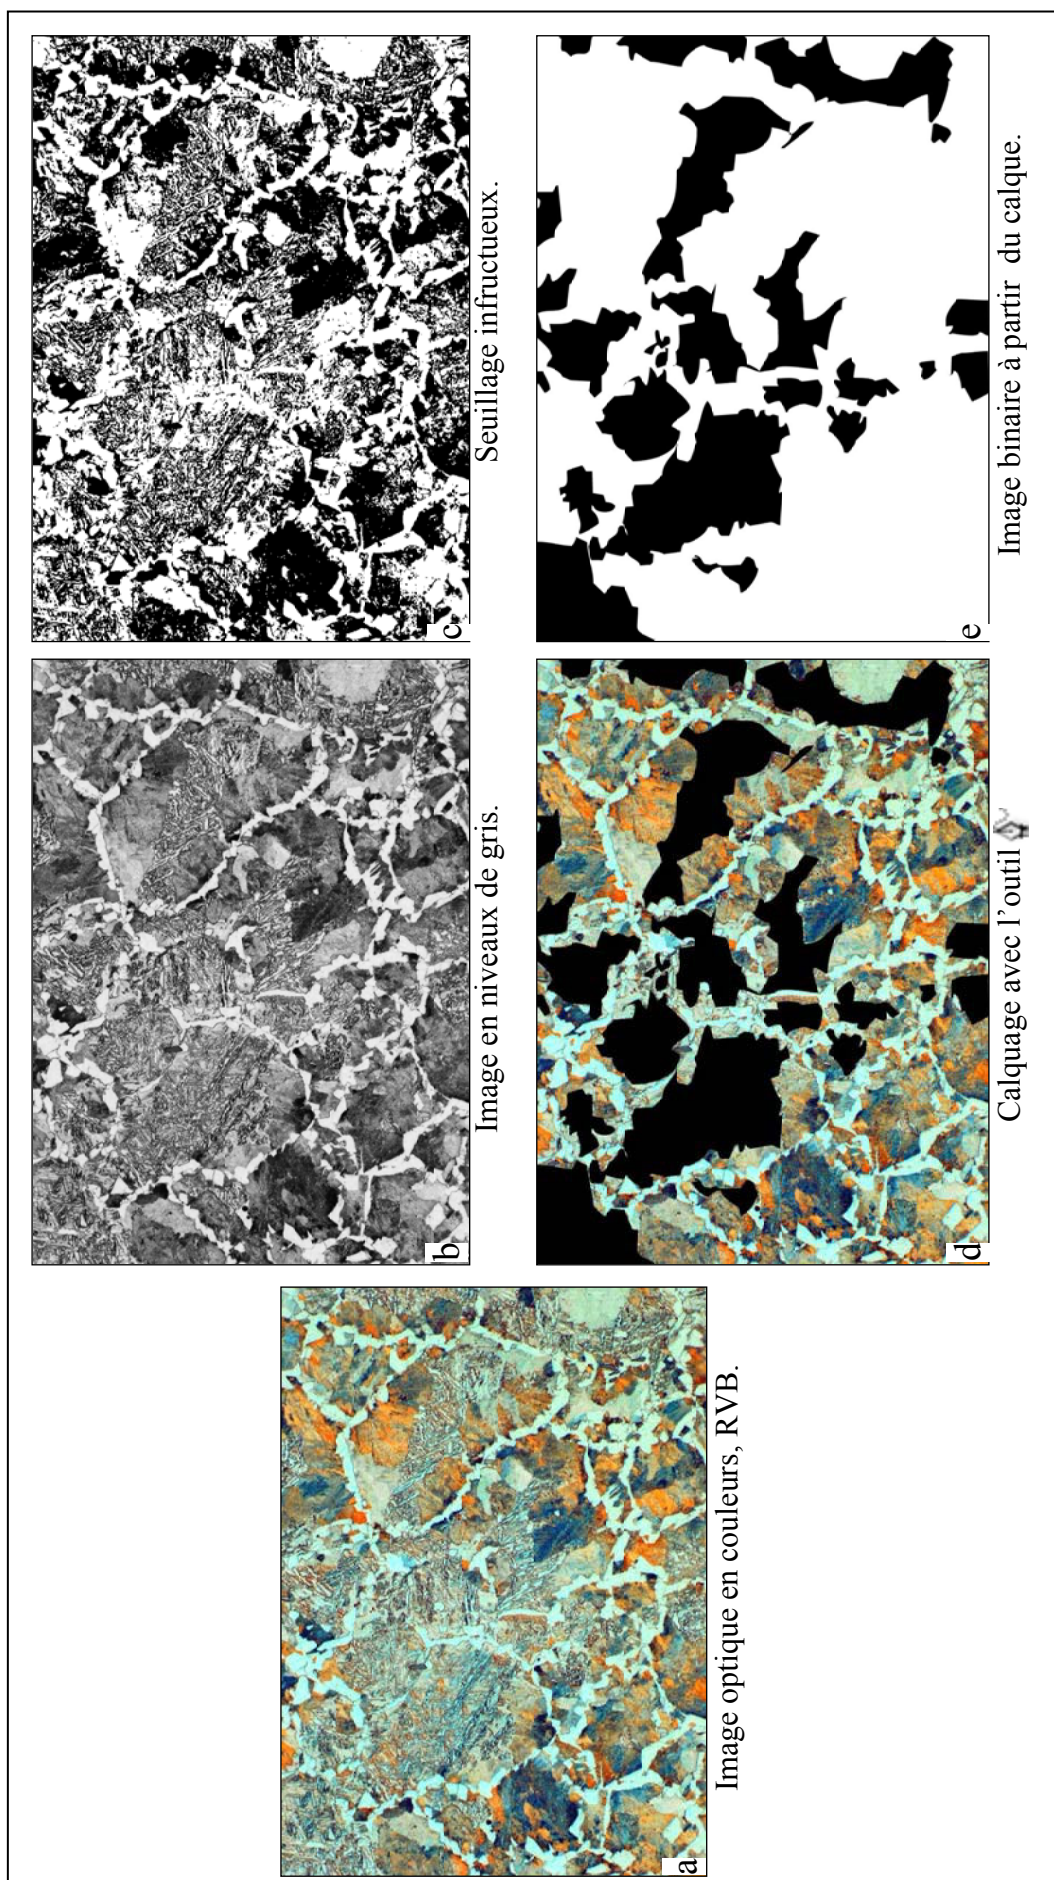 a
Image optique en couleurs, RVB.
b
Image en niveaux de gris.
c
Seuillage infructueux.
d
Calquage avec l'outil
e
Image binaire à partir du calque.